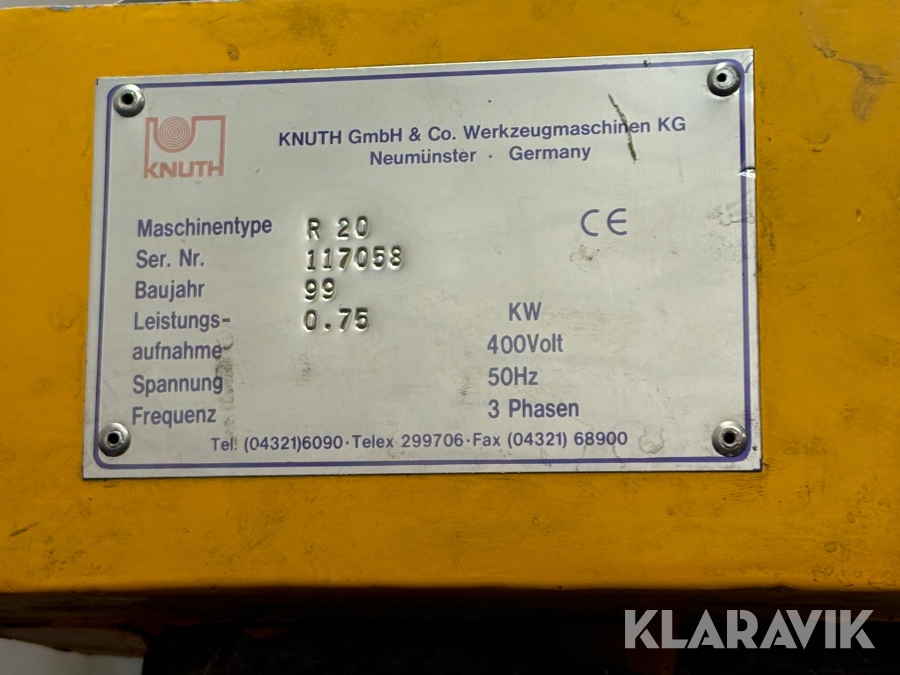 KNUTH
KNUTH GmbH & Co. Werkzeugmaschinen KG
Neumünster · Germany
Maschinentype R 20
CE
Ser. Nr. 117058
Baujahr 99
Leistungs- 0.75 KW
aufnahme 400Volt
Spannung 50Hz
Frequenz 3 Phasen
Tel. (04321)6090·Telex 299706·Fax (04321) 68900
KLARAVIK